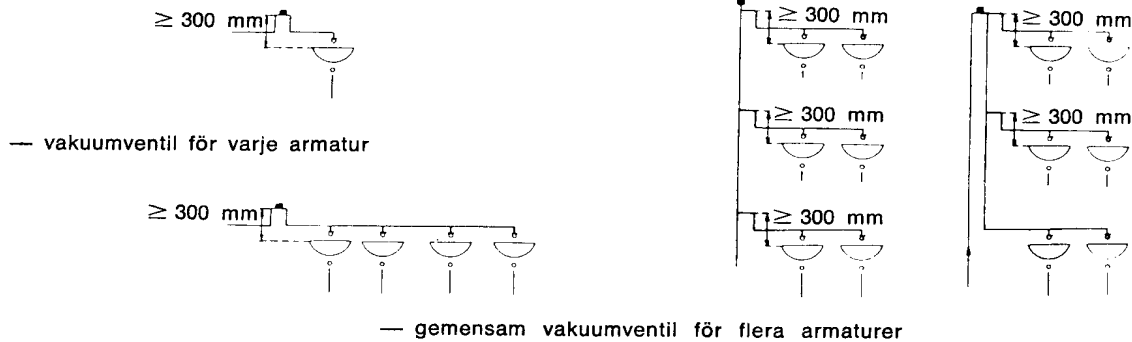 ≥ 300 mm
≥ 300 mm
≥ 300 mm
— vakuumventil för varje armatur
≥ 300 mm
≥ 300 mm
≥ 300 mm
≥ 300 mm
— gemensam vakuumventil för flera armaturer